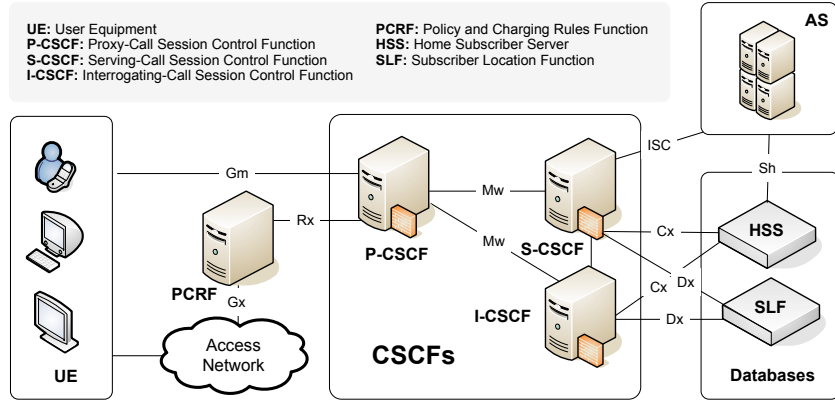 UE: User Equipment
P-CSCF: Proxy-Call Session Control Function
S-CSCF: Serving-Call Session Control Function
I-CSCF: Interrogating-Call Session Control Function
PCRF: Policy and Charging Rules Function
HSS: Home Subscriber Server
SLF: Subscriber Location Function
AS
ISC
Sh
Gm
Mw
Rx
P-CSCF
Mw
S-CSCF
Cx
HSS
PCRF
Gx
I-CSCF
Cx
Dx
Dx
SLF
Access
Network
CSCFs
UE
Databases